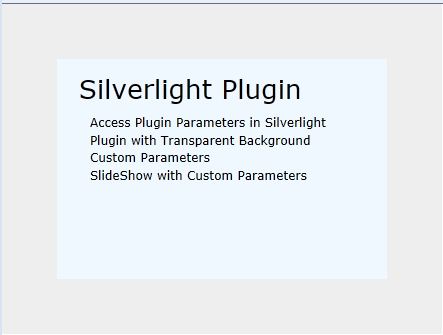 Silverlight Plugin
Access Plugin Parameters in Silverlight
Plugin with Transparent Background
Custom Parameters
SlideShow with Custom Parameters